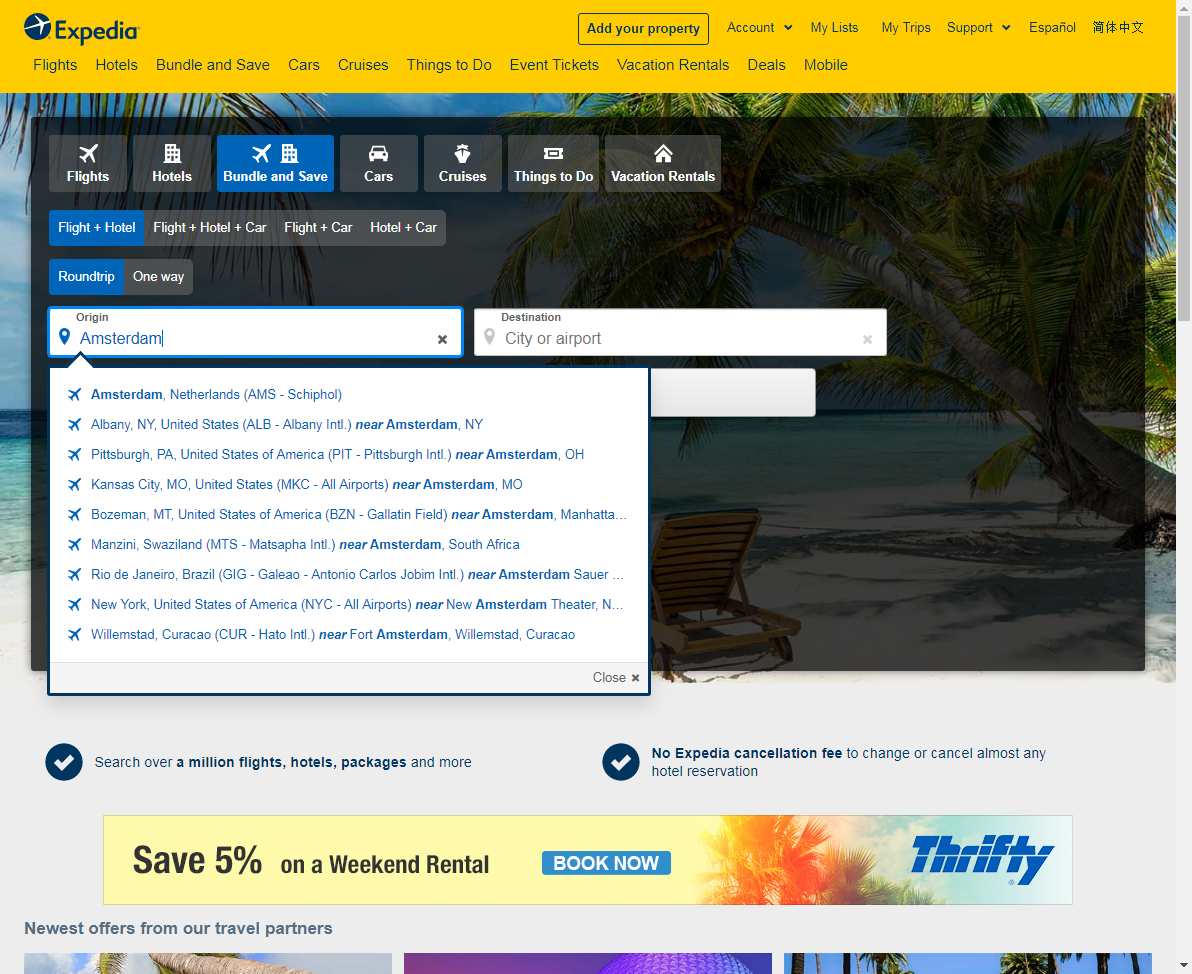 Expedia
Add your property
Account
My Lists
My Trips
Support
Español
简体中文
Flights
Hotels
Bundle and Save
Cars
Cruises
Things to Do
Event Tickets
Vacation Rentals
Deals
Mobile
Flights
Hotels
Bundle and Save
Cars
Cruises
Things to Do
Vacation Rentals
Flight + Hotel
Flight + Hotel + Car
Flight + Car
Hotel + Car
Roundtrip
One way
Origin
Amsterdam
Destination
City or airport
Amsterdam, Netherlands (AMS - Schiphol)
Albany, NY, United States (ALB - Albany Intl.) near Amsterdam, NY
Pittsburgh, PA, United States of America (PIT - Pittsburgh Intl.) near Amsterdam, OH
Kansas City, MO, United States (MKC - All Airports) near Amsterdam, MO
Bozeman, MT, United States of America (BZN - Gallatin Field) near Amsterdam, Manhatta...
Manzini, Swaziland (MTS - Matsapha Intl.) near Amsterdam, South Africa
Rio de Janeiro, Brazil (GIG - Galeao - Antonio Carlos Jobim Intl.) near Amsterdam Sauer ...
New York, United States of America (NYC - All Airports) near New Amsterdam Theater, N...
Willemstad, Curacao (CUR - Hato Intl.) near Fort Amsterdam, Willemstad, Curacao
Close
Search over a million flights, hotels, packages and more
No Expedia cancellation fee to change or cancel almost any
hotel reservation
Save 5% on a Weekend Rental
BOOK NOW
Thrifty
Newest offers from our travel partners